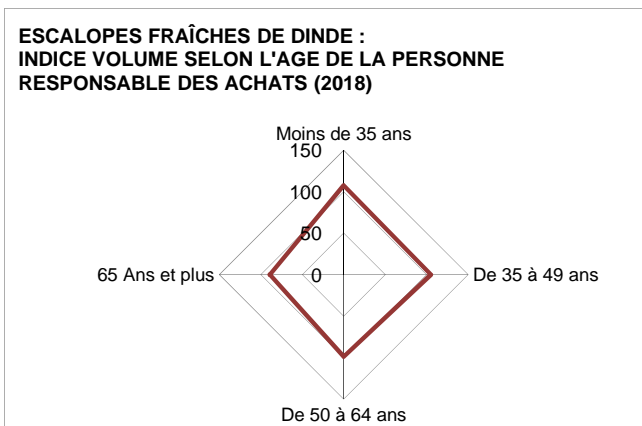 ESCALOPES FRAÎCHES DE DINDE :
INDICE VOLUME SELON L'AGE DE LA PERSONNE
RESPONSABLE DES ACHATS (2018)
Moins de 35 ans
150
100
50
65 Ans et plus
0
De 35 à 49 ans
De 50 à 64 ans